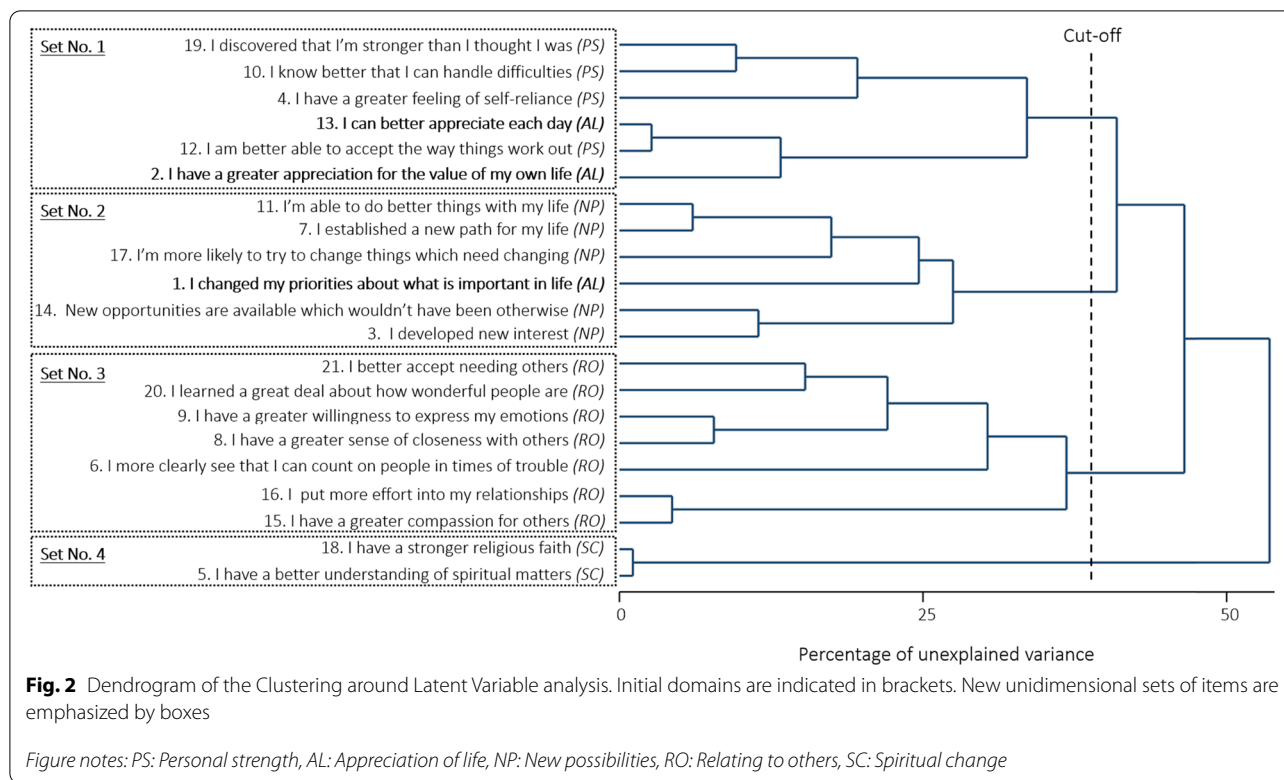 Set No. 1
19. I discovered that I'm stronger than I thought I was (PS)
10. I know better that I can handle difficulties (PS)
4. I have a greater feeling of self-reliance (PS)
13. I can better appreciate each day (AL)
12. I am better able to accept the way things work out (PS)
2. I have a greater appreciation for the value of my own life (AL)
Set No. 2
11. I'm able to do better things with my life (NP)
7. I established a new path for my life (NP)
17. I'm more likely to try to change things which need changing (NP)
1. I changed my priorities about what is important in life (AL)
14. New opportunities are available which wouldn't have been otherwise (NP)
3. I developed new interest (NP)
Set No. 3
21. I better accept needing others (RO)
20. I learned a great deal about how wonderful people are (RO)
9. I have a greater willingness to express my emotions (RO)
8. I have a greater sense of closeness with others (RO)
6. I more clearly see that I can count on people in times of trouble (RO)
16. I put more effort into my relationships (RO)
15. I have a greater compassion for others (RO)
Set No. 4
18. I have a stronger religious faith (SC)
5. I have a better understanding of spiritual matters (SC)
Cut-off
0 25 50
Percentage of unexplained variance
Fig. 2 Dendrogram of the Clustering around Latent Variable analysis. Initial domains are indicated in brackets. New unidimensional sets of items are
emphasized by boxes
Figure notes: PS: Personal strength, AL: Appreciation of life, NP: New possibilities, RO: Relating to others, SC: Spiritual change